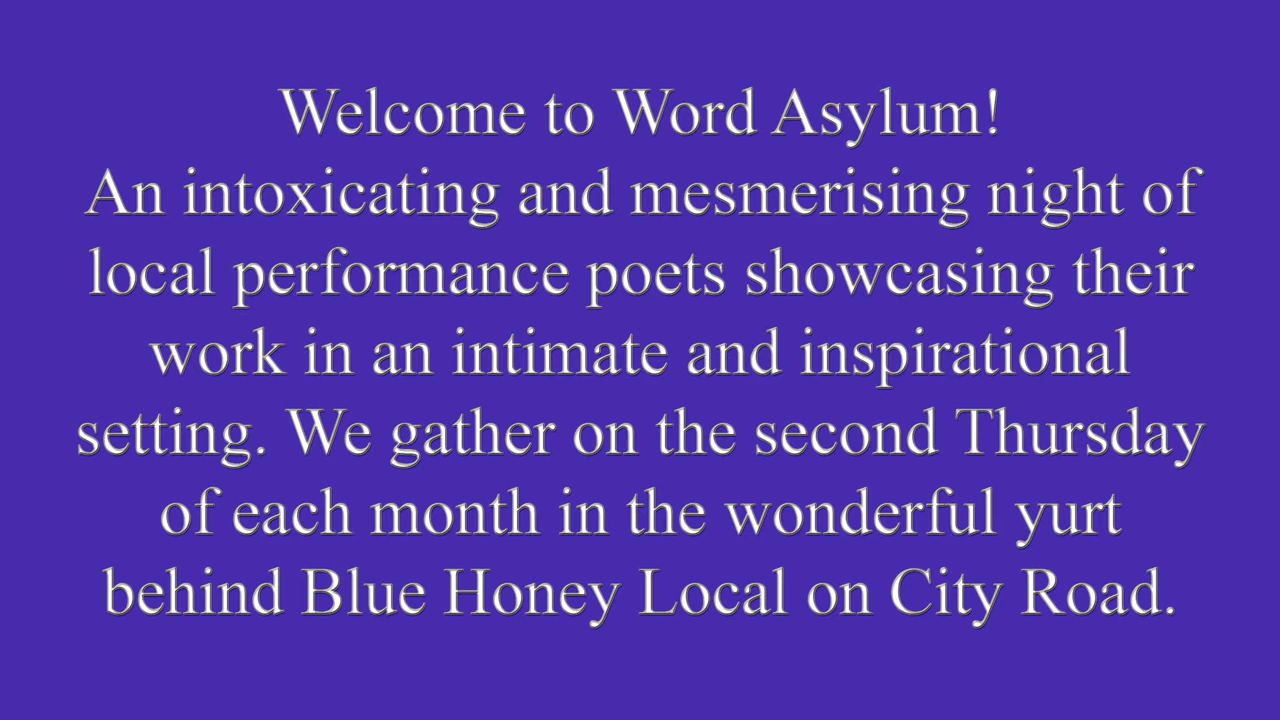 Welcome to Word Asylum!
An intoxicating and mesmerising night of
local performance poets showcasing their
work in an intimate and inspirational
setting. We gather on the second Thursday
of each month in the wonderful yurt
behind Blue Honey Local on City Road.